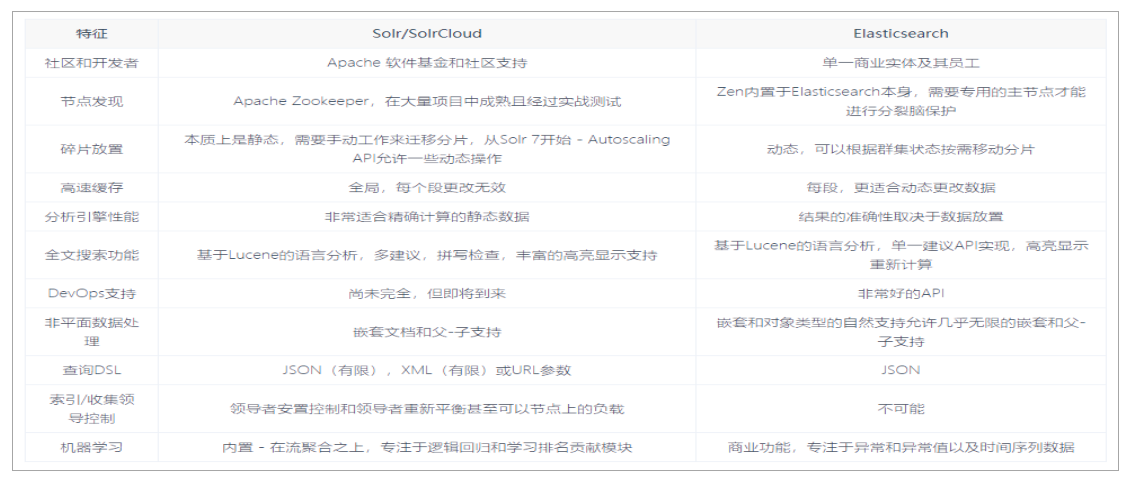 特征 Solr/SolrCloud Elasticsearch
社区和开发者 Apache 软件基金和社区支持 单一商业实体及其员工
节点发现 Apache Zookeeper，在大量项目中成熟且经过实战测试 Zen内置于Elasticsearch本身，需要专用的主节点才能
进行分裂脑保护
碎片放置 本质上是静态，需要手动工作来迁移分片，从Solr 7开始 - Autoscaling
API允许一些动态操作 动态，可以根据群集状态按需移动分片
高速缓存 全局，每个段更改无效 每段，更适合动态更改数据
分析引擎性能 非常适合精确计算的静态数据 结果的准确性取决于数据放置
全文搜索功能 基于Lucene的语言分析，多建议，拼写检查，丰富的高亮显示支持 基于Lucene的语言分析，单一建议API实现，高亮显示
重新计算
DevOps支持 尚未完全，但即将到来 非常好的API
非平面数据处
理 嵌套文档和父-子支持 嵌套和对象类型的自然支持允许几乎无限的嵌套和父-
子支持
查询DSL JSON（有限），XML（有限）或URL参数 JSON
索引/收集领
导控制 领导者安置控制和领导者重新平衡甚至可以节点上的负载 不可能
机器学习 内置 - 在流聚合之上，专注于逻辑回归和学习排名贡献模块 商业功能，专注于异常和异常值以及时间序列数据